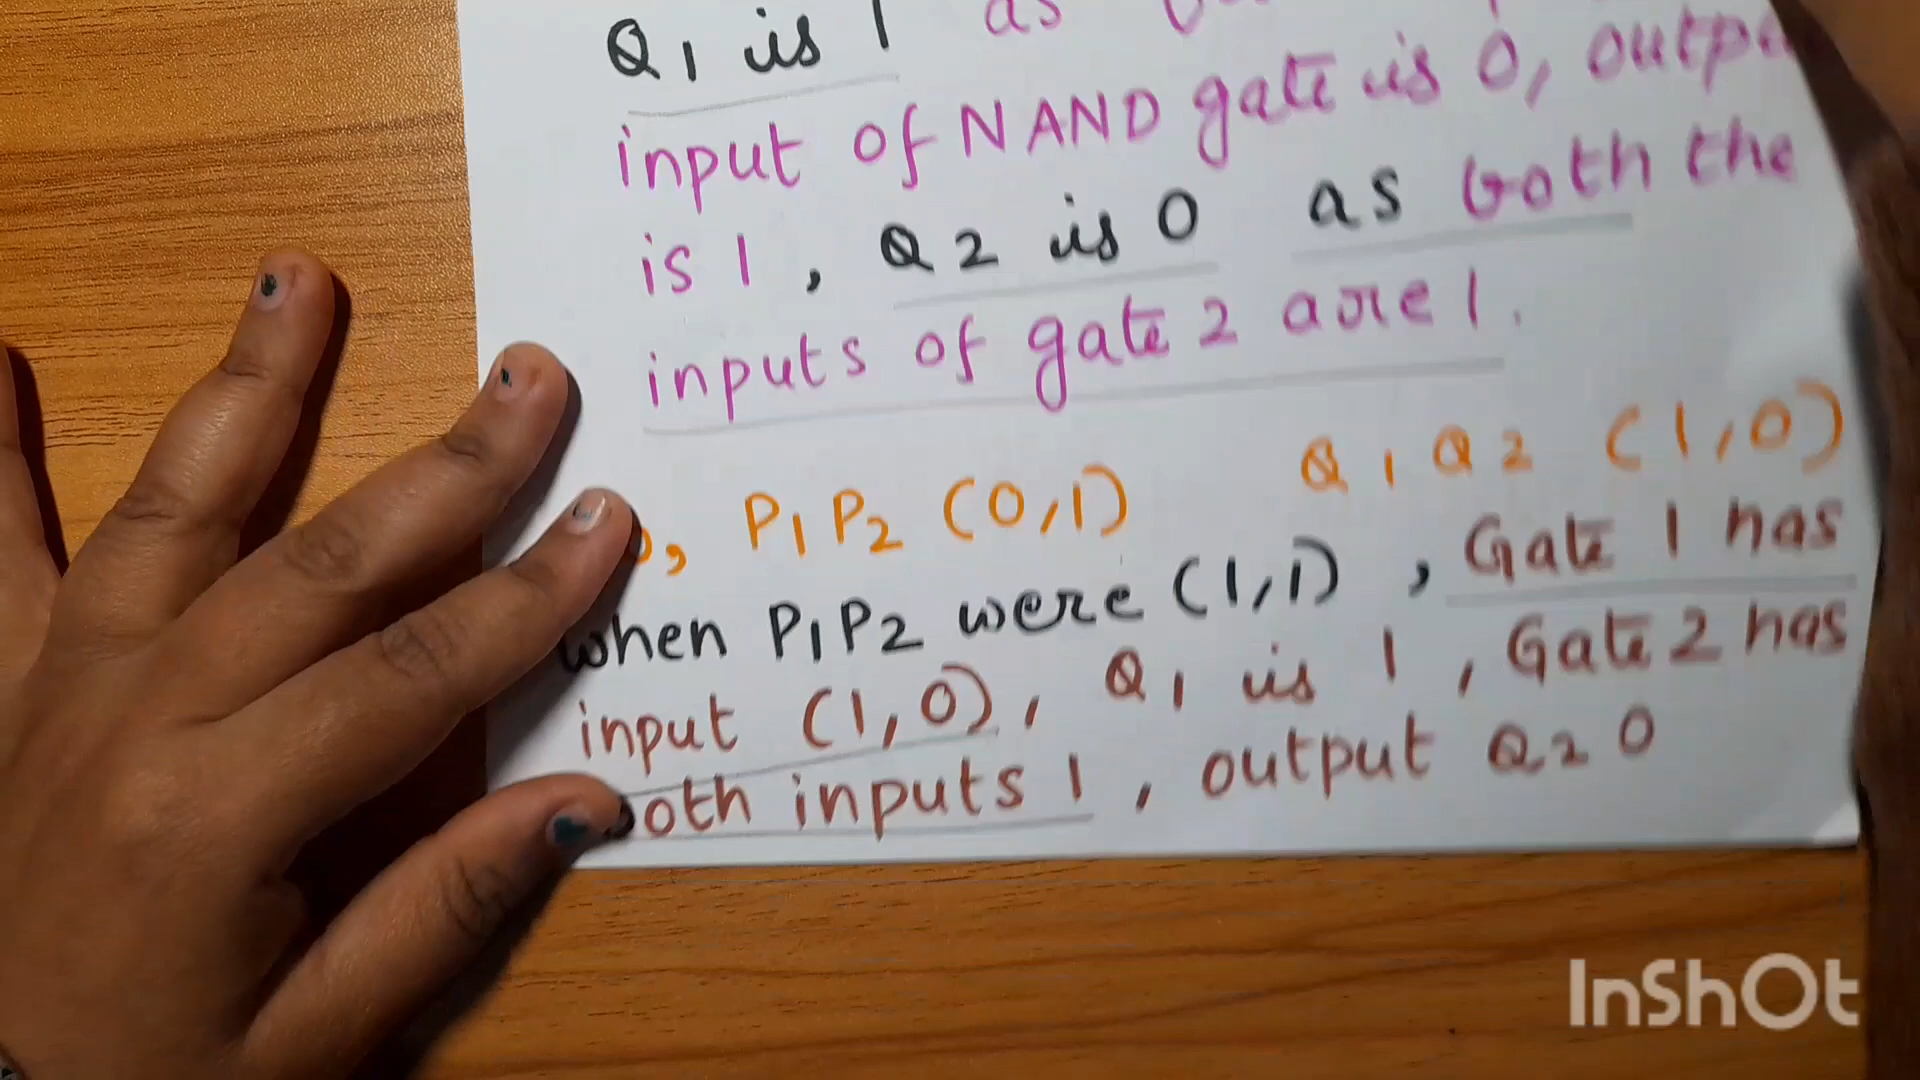 Q1 is 1 as
input of NAND gate is 0, outpu
is 1, Q2 is 0 as both the
inputs of gate 2 are 1.
, P1P2 (0,1) Q1Q2 (1,0)
when P1P2 were (1,1), Gate 1 has
input (1,0), Q1 is 1, Gate 2 has
both inputs 1, output Q2 0
InShOt